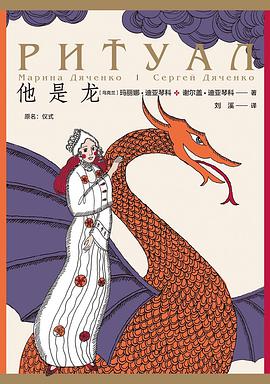 РИТУАЛ
Марина Дяченко | Сергей Дяченко
他是龙
[乌克兰] 玛丽娜·迪亚琴科 ✤ 谢尔盖·迪亚琴科——著
刘溪——译
原名：仪式